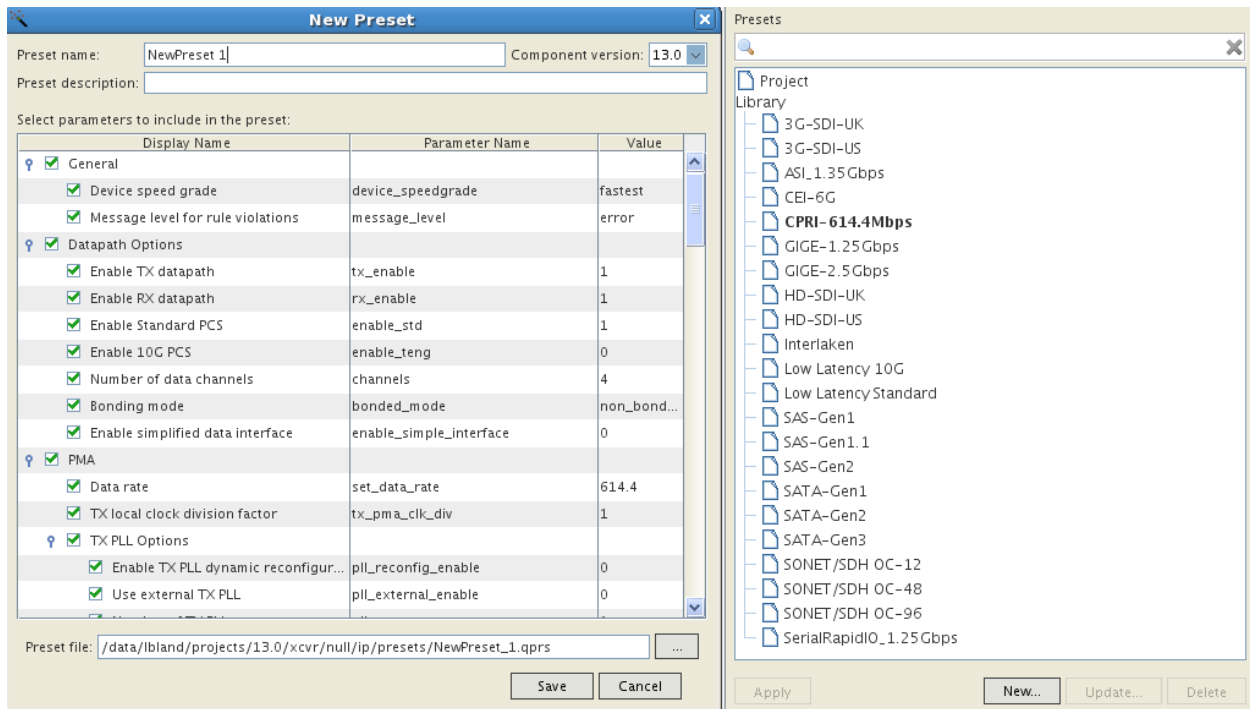 New Preset
Preset name: NewPreset 1 Component version: 13.0
Preset description:
Select parameters to include in the preset:
Display Name Parameter Name Value
General
Device speed grade device_speedgrade fastest
Message level for rule violations message_level error
Datapath Options
Enable TX datapath tx_enable 1
Enable RX datapath rx_enable 1
Enable Standard PCS enable_std 1
Enable 10G PCS enable_teng 0
Number of data channels channels 4
Bonding mode bonded_mode non_bond...
Enable simplified data interface enable_simple_interface 0
PMA
Data rate set_data_rate 614.4
TX local clock division factor tx_pma_clk_div 1
TX PLL Options
Enable TX PLL dynamic reconfigur... pll_reconfig_enable 0
Use external TX PLL pll_external_enable 0
Preset file: /data/lbland/projects/13.0/xcvr/null/ip/presets/NewPreset_1.qprs ...
Save Cancel
Presets
Project
Library
3G-SDI-UK
3G-SDI-US
ASI_1.35Gbps
CEI-6G
CPRI-614.4Mbps
GIGE-1.25Gbps
GIGE-2.5Gbps
HD-SDI-UK
HD-SDI-US
Interlaken
Low Latency 10G
Low Latency Standard
SAS-Gen1
SAS-Gen1.1
SAS-Gen2
SATA-Gen1
SATA-Gen2
SATA-Gen3
SONET/SDH OC-12
SONET/SDH OC-48
SONET/SDH OC-96
SerialRapidIO_1.25Gbps
Apply New... Update... Delete